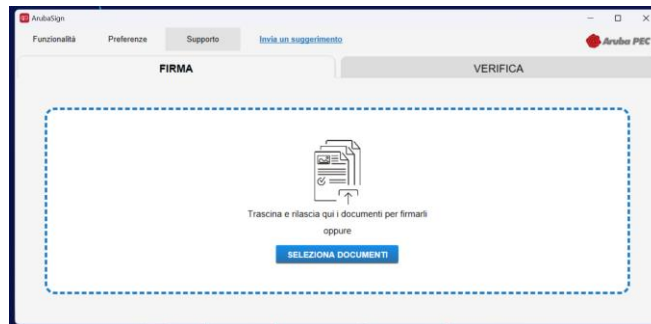 ArubaSign
Funzionalità Preferenze Supporto Invia un suggerimento
Aruba PEC
FIRMA VERIFICA
Trascina e rilascia qui i documenti per firmarli
oppure
SELEZIONA DOCUMENTI